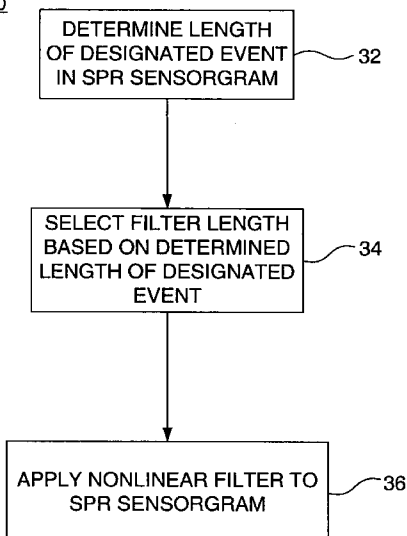 DETERMINE LENGTH
OF DESIGNATED EVENT
IN SPR SENSORGRAM
32
SELECT FILTER LENGTH
BASED ON DETERMINED
LENGTH OF DESIGNATED
EVENT
34
APPLY NONLINEAR FILTER TO
SPR SENSORGRAM
36